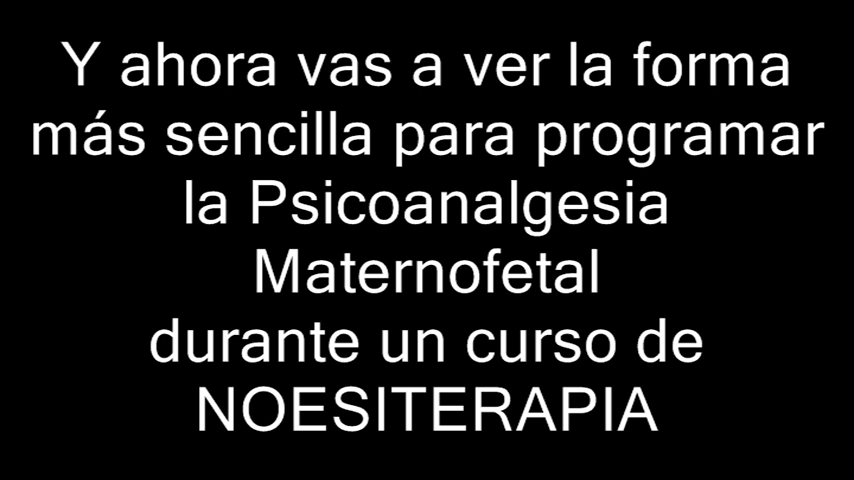 Y ahora vas a ver la forma
más sencilla para programar
la Psicoanalgesia
Maternofetal
durante un curso de
NOESITERAPIA